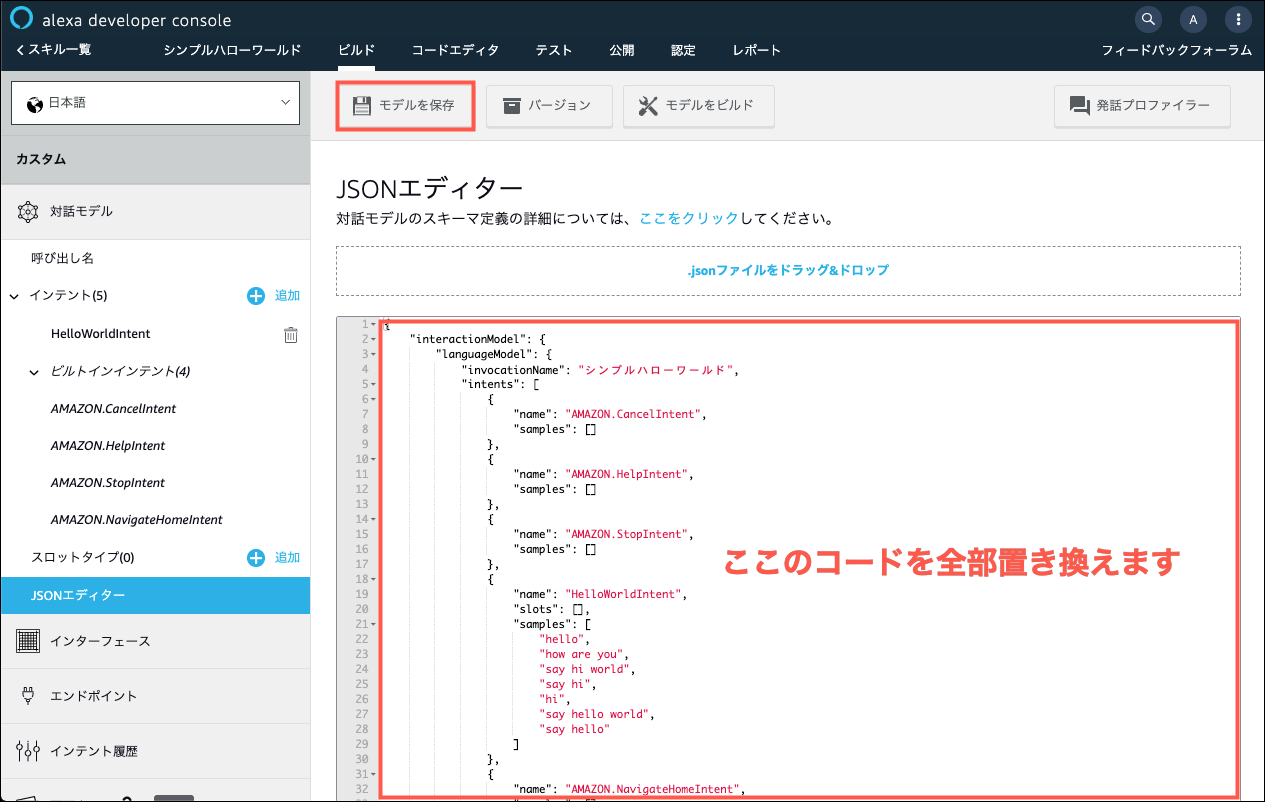 alexa developer console
A
スキル一覧 シンプルハローワールド ビルド コードエディタ テスト 公開 認定 レポート フィードバックフォーラム
日本語
モデルを保存 バージョン モデルをビルド 発話プロファイラー
カスタム
対話モデル
呼び出し名
インテント(5) 追加
HelloWorldIntent
ビルトインインテント(4)
AMAZON.CancelIntent
AMAZON.HelpIntent
AMAZON.StopIntent
AMAZON.NavigateHomeIntent
スロットタイプ(0) 追加
JSONエディター
インターフェース
エンドポイント
インテント履歴
JSONエディター
対話モデルのスキーマ定義の詳細については、ここをクリックしてください。
.jsonファイルをドラッグ&ドロップ
1 {
2 "interactionModel": {
3 "languageModel": {
4 "invocationName": "シンプルハローワールド",
5 "intents": [
6 {
7 "name": "AMAZON.CancelIntent",
8 "samples": []
9 },
10 {
11 "name": "AMAZON.HelpIntent",
12 "samples": []
13 },
14 {
15 "name": "AMAZON.StopIntent",
16 "samples": []
17 },
18 {
19 "name": "HelloWorldIntent",
20 "slots": [],
21 "samples": [
22 "hello",
23 "how are you",
24 "say hi world",
25 "say hi",
26 "hi",
27 "say hello world",
28 "say hello"
29 ]
30 },
31 {
32 "name": "AMAZON.NavigateHomeIntent",
ここのコードを全部置き換えます